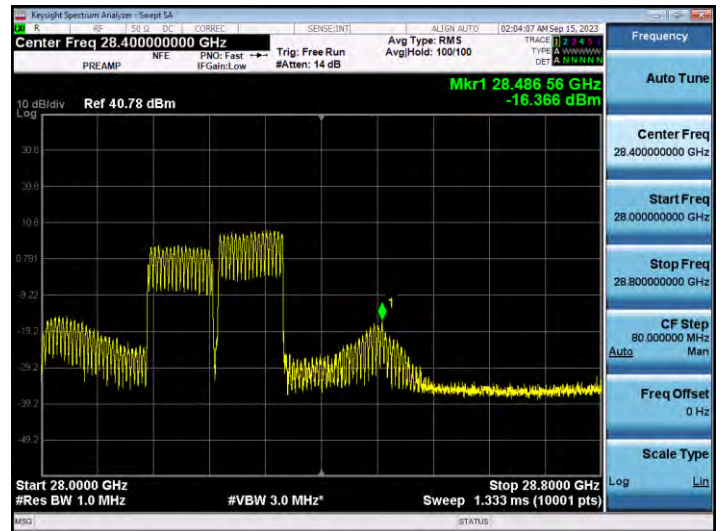 Keysight Spectrum Analyzer - Swept SA
R RF 50 Ω DC CORREC SENSE:INT ALIGN AUTO 02:04:07 AM Sep 15, 2023
Center Freq 28.400000000 GHz
NFE
PREAMP
PNO: Fast
IFGain:Low
Trig: Free Run
#Atten: 14 dB
Avg Type: RMS
Avg|Hold: 100/100
TRACE 1 2 3 4 5 6
TYPE A WWWWW
DET A N N N N N
Mkr1 28.486 56 GHz
-16.366 dBm
10 dB/div Ref 40.78 dBm
Log
30.8
20.8
10.8
0.781
-9.22
-19.2
-29.2
-39.2
-49.2
1
Start 28.0000 GHz Stop 28.8000 GHz
#Res BW 1.0 MHz #VBW 3.0 MHz* Sweep 1.333 ms (10001 pts)
MSG STATUS
Frequency
Auto Tune
Center Freq
28.400000000 GHz
Start Freq
28.000000000 GHz
Stop Freq
28.800000000 GHz
CF Step
80.000000 MHz
Auto Man
Freq Offset
0 Hz
Scale Type
Log Lin